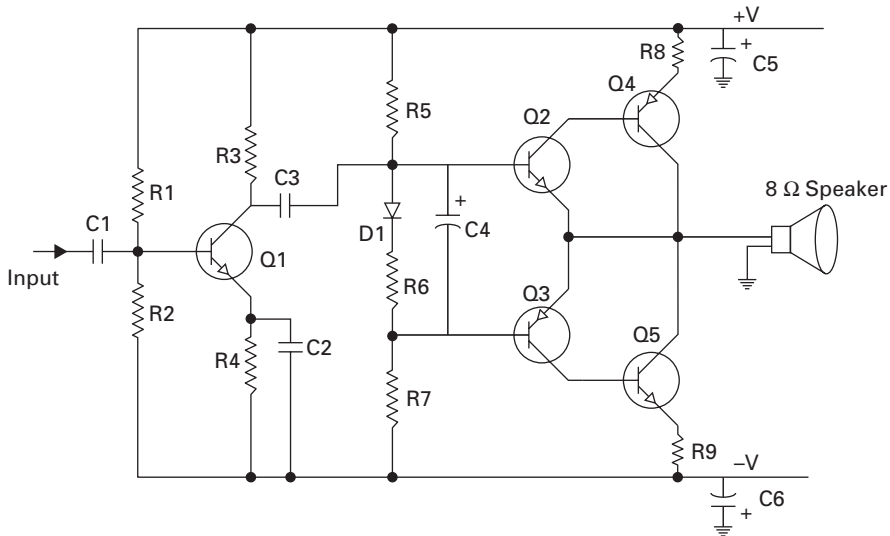 +V
+
C5
R8
Q4
Q2
R5
R3
C3
R1
8 Ω Speaker
+
C4
D1
C1
Q1
Input
R6
Q3
R2
Q5
R4
C2
R7
R9
–V
C6
+